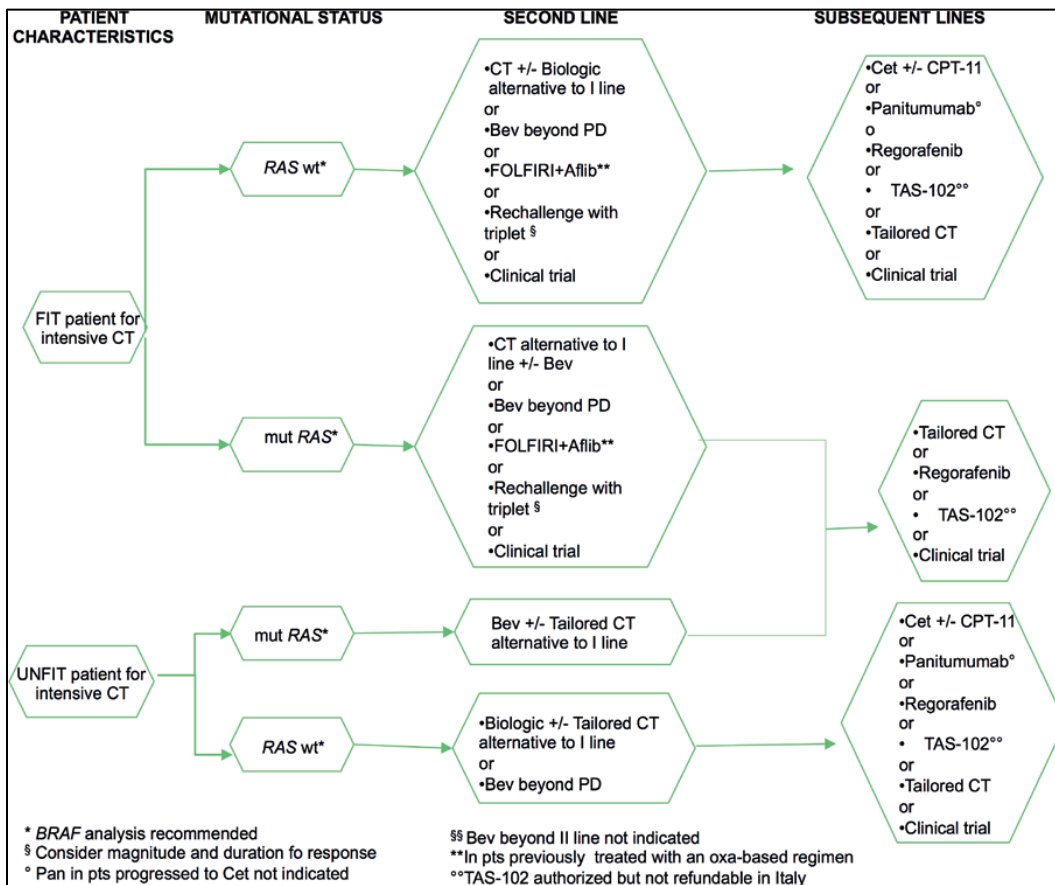 PATIENT
CHARACTERISTICS
MUTATIONAL STATUS
SECOND LINE
SUBSEQUENT LINES
FIT patient for
intensive CT
RAS wt*
•CT +/- Biologic
alternative to I line
or
•Bev beyond PD
or
•FOLFIRI+Aflib**
or
•Rechallenge with
triplet §
or
•Clinical trial
•Cet +/- CPT-11
or
•Panitumumab°
o
•Regorafenib
or
• TAS-102°°
or
•Tailored CT
or
•Clinical trial
mut RAS*
•CT alternative to I
line +/- Bev
or
•Bev beyond PD
or
•FOLFIRI+Aflib**
or
•Rechallenge with
triplet §
or
•Clinical trial
•Tailored CT
or
•Regorafenib
or
• TAS-102°°
or
•Clinical trial
UNFIT patient for
intensive CT
mut RAS*
Bev +/- Tailored CT
alternative to I line
RAS wt*
•Biologic +/- Tailored CT
alternative to I line
or
•Bev beyond PD
•Cet +/- CPT-11
or
•Panitumumab°
or
•Regorafenib
or
• TAS-102°°
or
•Tailored CT
or
•Clinical trial
* BRAF analysis recommended
§ Consider magnitude and duration fo response
° Pan in pts progressed to Cet not indicated
§§ Bev beyond II line not indicated
**In pts previously treated with an oxa-based regimen
°°TAS-102 authorized but not refundable in Italy